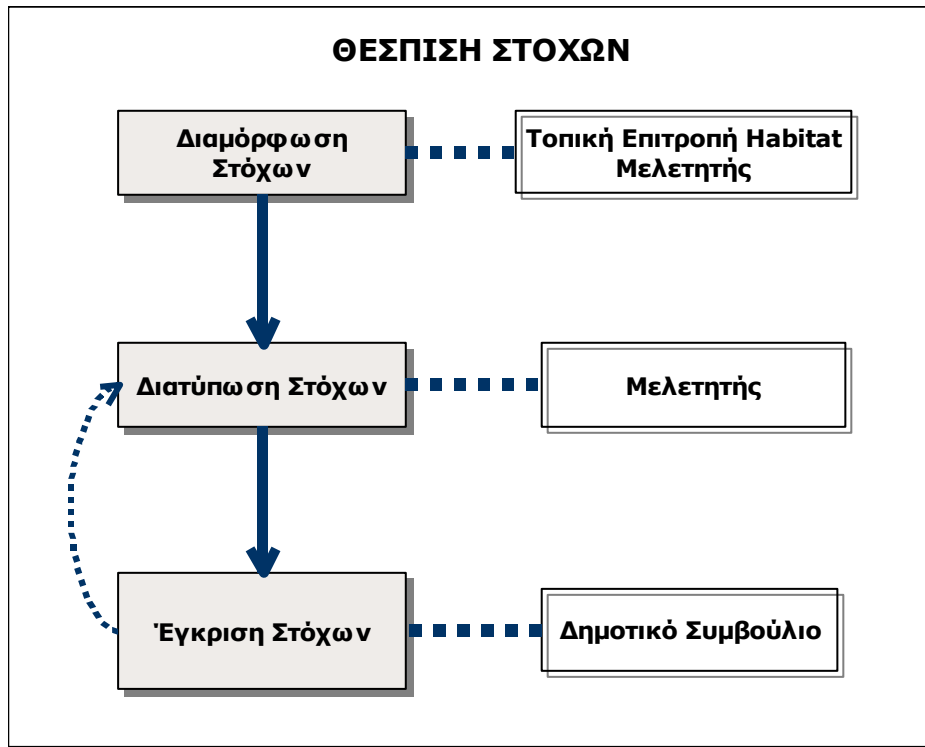 ΘΕΣΠΙΣΗ ΣΤΟΧΩΝ
Διαμόρφωση
Στόχων
Τοπική Επιτροπή Habitat
Μελετητής
Διατύπωση Στόχων
Μελετητής
Έγκριση Στόχων
Δημοτικό Συμβούλιο